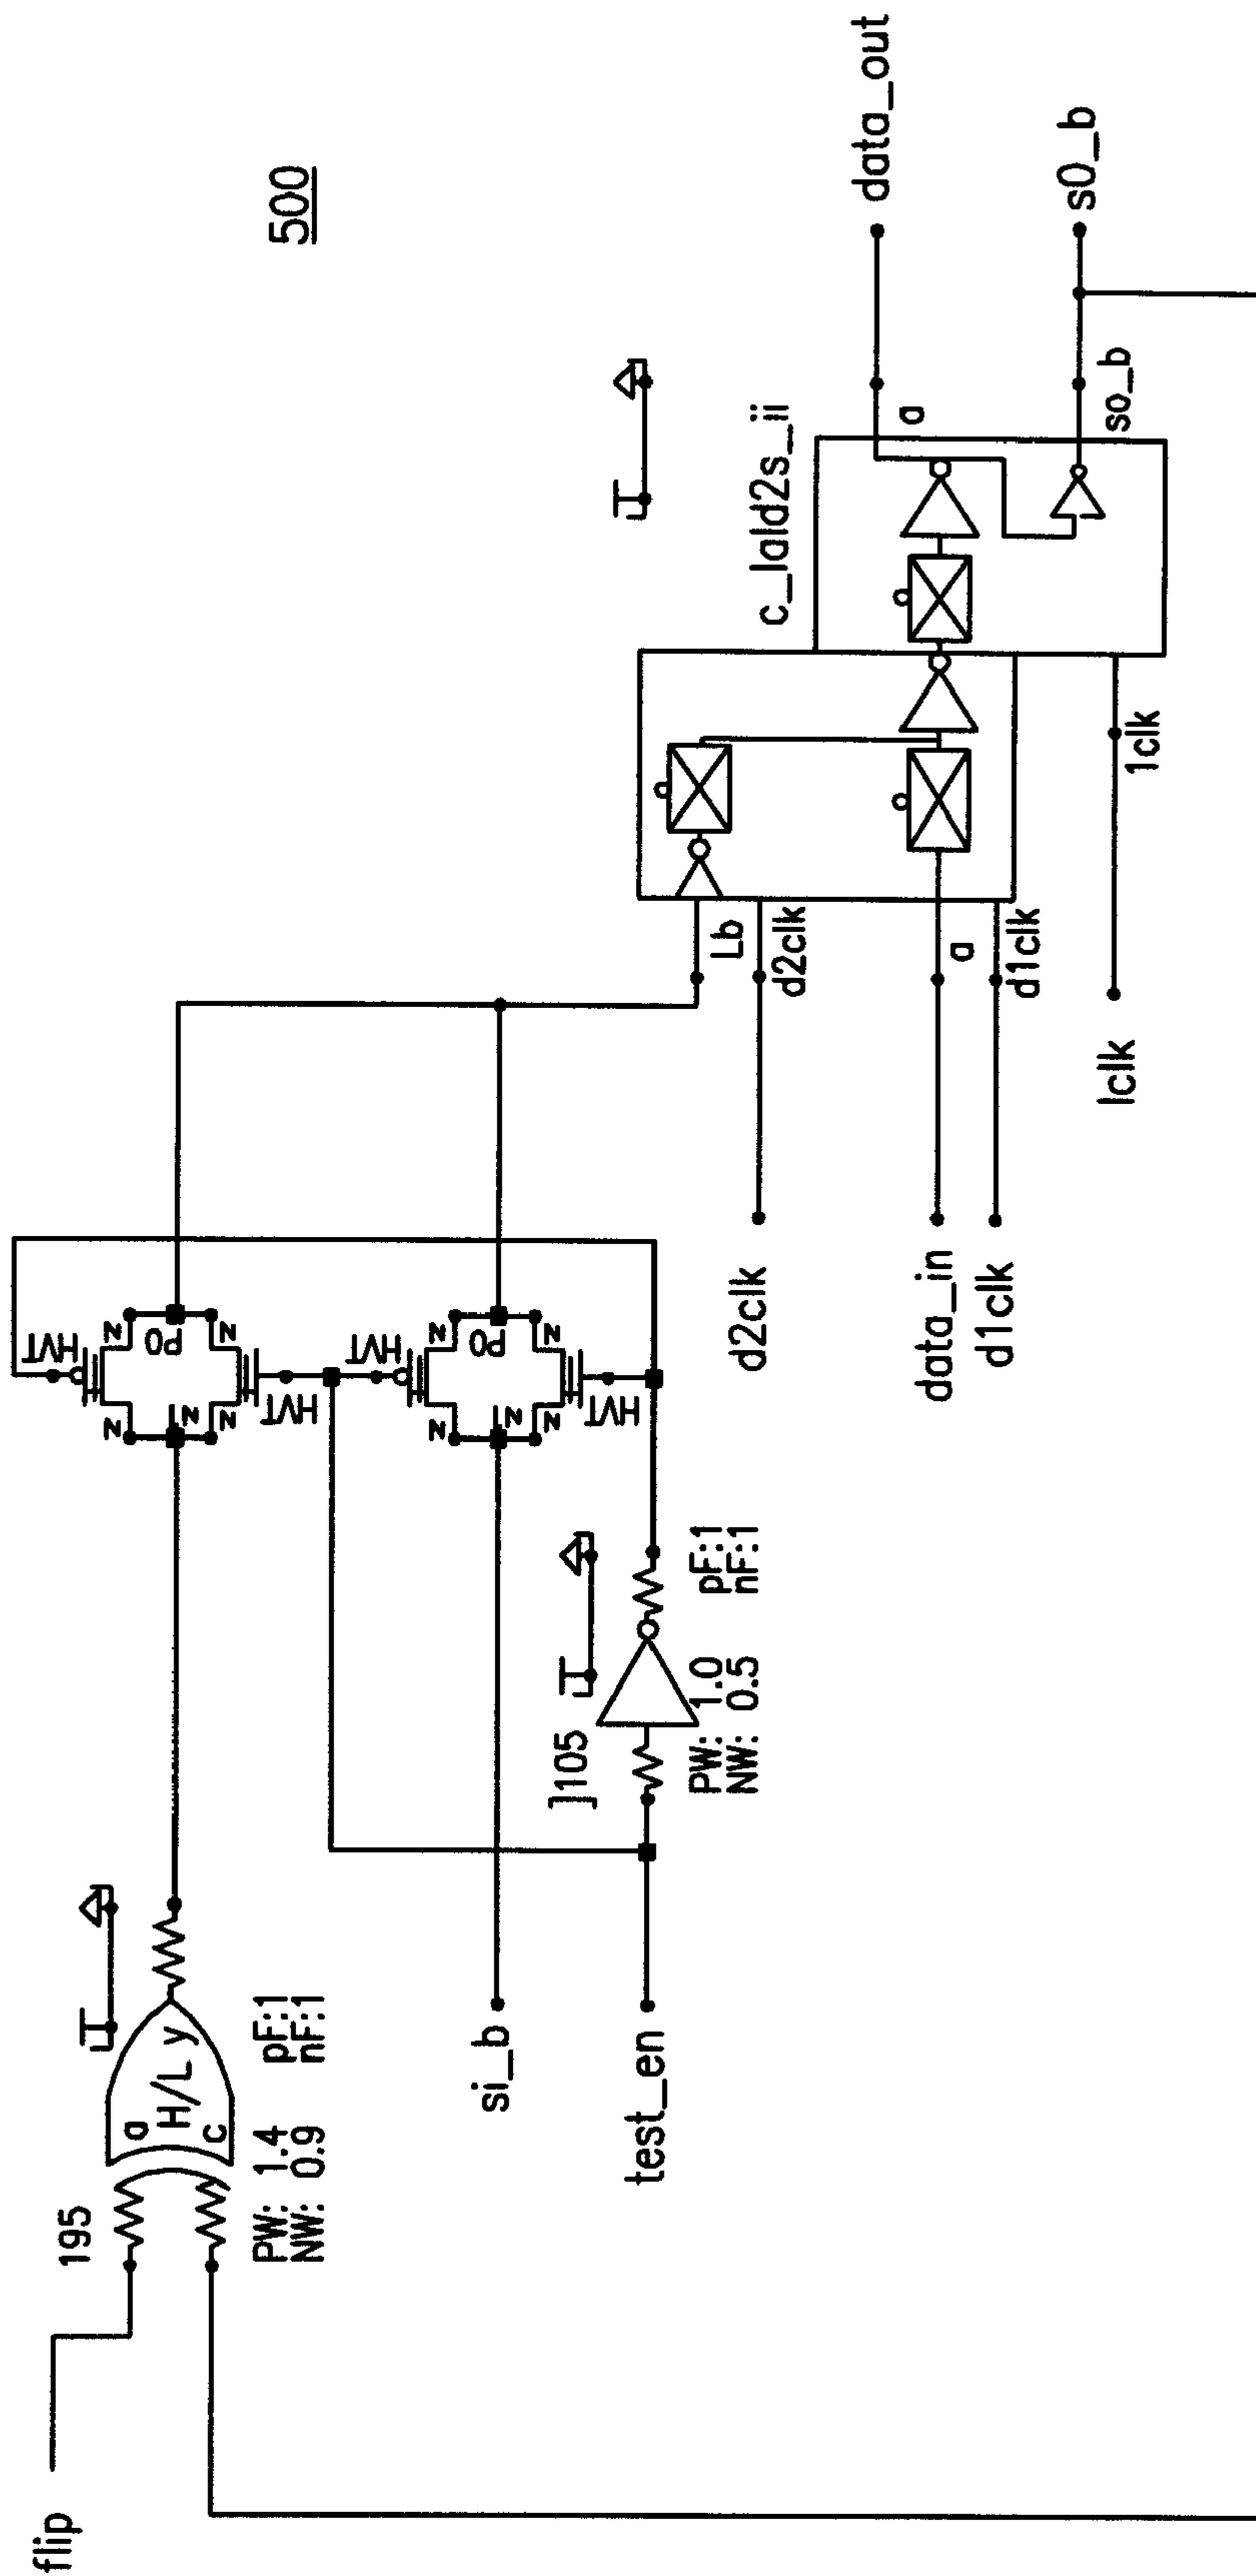 500
flip
195
a
H/L y
c
PW: 1.4 pF:1
NW: 0.9 nF:1
HVT
z
z
z
P0
z
z
HVT
HVT
z
z
z
P0
z
z
HVT
si_b
test_en
]105
PW: 1.0 pF:1
NW: 0.5 nF:1
c_lald2s_ii
Lb
d2clk
d2clk
data_in
a
d1clk
d1clk
lclk
1clk
a
data_out
so_b
sO_b